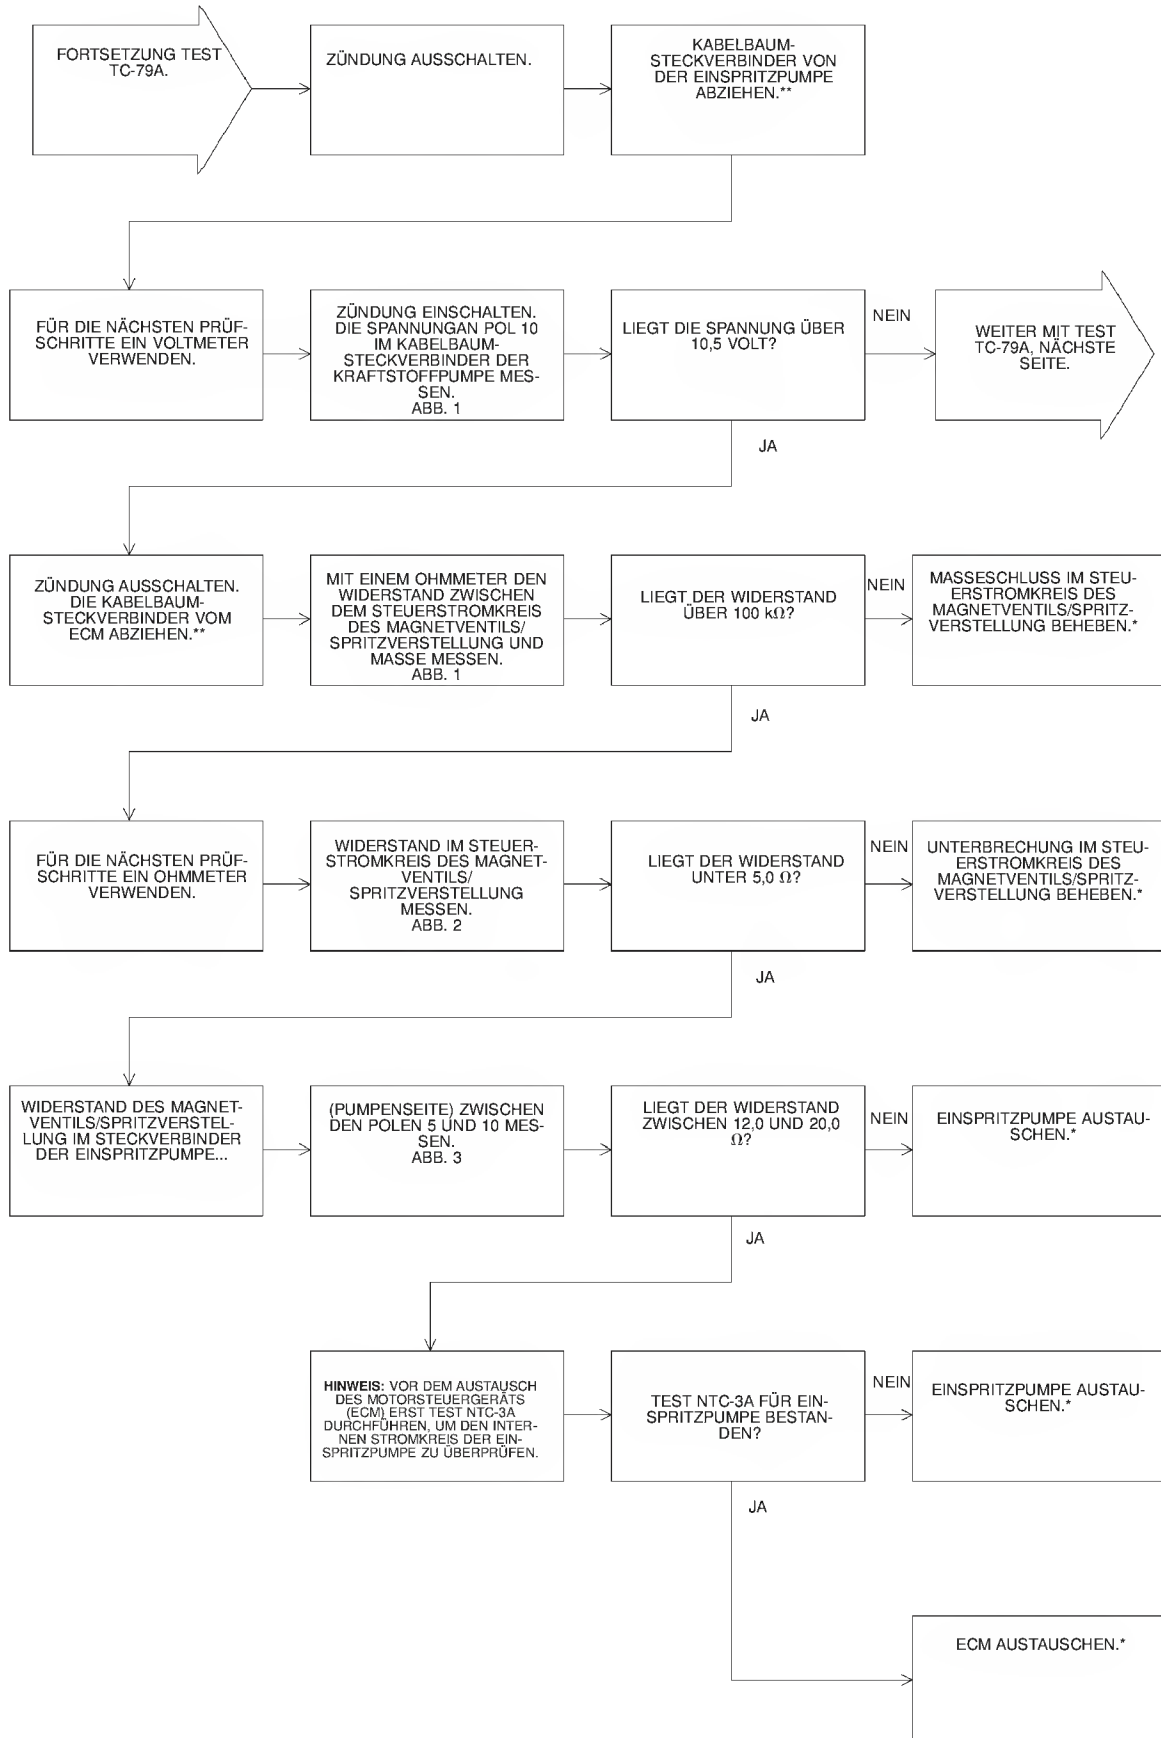 FORTSETZUNG TEST
TC-79A.
ZÜNDUNG AUSSCHALTEN.
KABELBAUM-
STECKVERBINDER VON
DER EINSPRITZPUMPE
ABZIEHEN.**
FÜR DIE NÄCHSTEN PRÜF-
SCHRITTE EIN VOLTMETER
VERWENDEN.
ZÜNDUNG EINSCHALTEN.
DIE SPANNUNGAN POL 10
IM KABELBAUM-
STECKVERBINDER DER
KRAFTSTOFFPUMPE MES-
SEN.
ABB. 1
LIEGT DIE SPANNUNG ÜBER
10,5 VOLT?
NEIN
WEITER MIT TEST
TC-79A, NÄCHSTE
SEITE.
JA
ZÜNDUNG AUSSCHALTEN.
DIE KABELBAUM-
STECKVERBINDER VOM
ECM ABZIEHEN.**
MIT EINEM OHMMETER DEN
WIDERSTAND ZWISCHEN
DEM STEUERSTROMKREIS
DES MAGNETVENTILS/
SPRITZVERSTELLUNG UND
MASSE MESSEN.
ABB. 1
LIEGT DER WIDERSTAND
ÜBER 100 kΩ?
NEIN
MASSESCHLUSS IM STEU-
ERSTROMKREIS DES
MAGNETVENTILS/SPRITZ-
VERSTELLUNG BEHEBEN.*
JA
FÜR DIE NÄCHSTEN PRÜF-
SCHRITTE EIN OHMMETER
VERWENDEN.
WIDERSTAND IM STEUER-
STROMKREIS DES MAGNET-
VENTILS/
SPRITZVERSTELLUNG
MESSEN.
ABB. 2
LIEGT DER WIDERSTAND
UNTER 5,0 Ω?
NEIN
UNTERBRECHUNG IM STEU-
ERSTROMKREIS DES
MAGNETVENTILS/SPRITZ-
VERSTELLUNG BEHEBEN.*
JA
WIDERSTAND DES MAGNET-
VENTILS/SPRITZVERSTEL-
LUNG IM STECKVERBINDER
DER EINSPRITZPUMPE...
(PUMPENSEITE) ZWISCHEN
DEN POLEN 5 UND 10 MES-
SEN.
ABB. 3
LIEGT DER WIDERSTAND
ZWISCHEN 12,0 UND 20,0
Ω?
NEIN
EINSPRITZPUMPE AUSTAU-
SCHEN.*
JA
HINWEIS: VOR DEM AUSTAUSCH
DES MOTORSTEUERGERÄTS
(ECM) ERST TEST NTC-3A
DURCHFÜHREN, UM DEN INTER-
NEN STROMKREIS DER EIN-
SPRITZPUMPE ZU ÜBERPRÜFEN.
TEST NTC-3A FÜR EIN-
SPRITZPUMPE BESTAN-
DEN?
NEIN
EINSPRITZPUMPE AUSTAU-
SCHEN.*
JA
ECM AUSTAUSCHEN.*